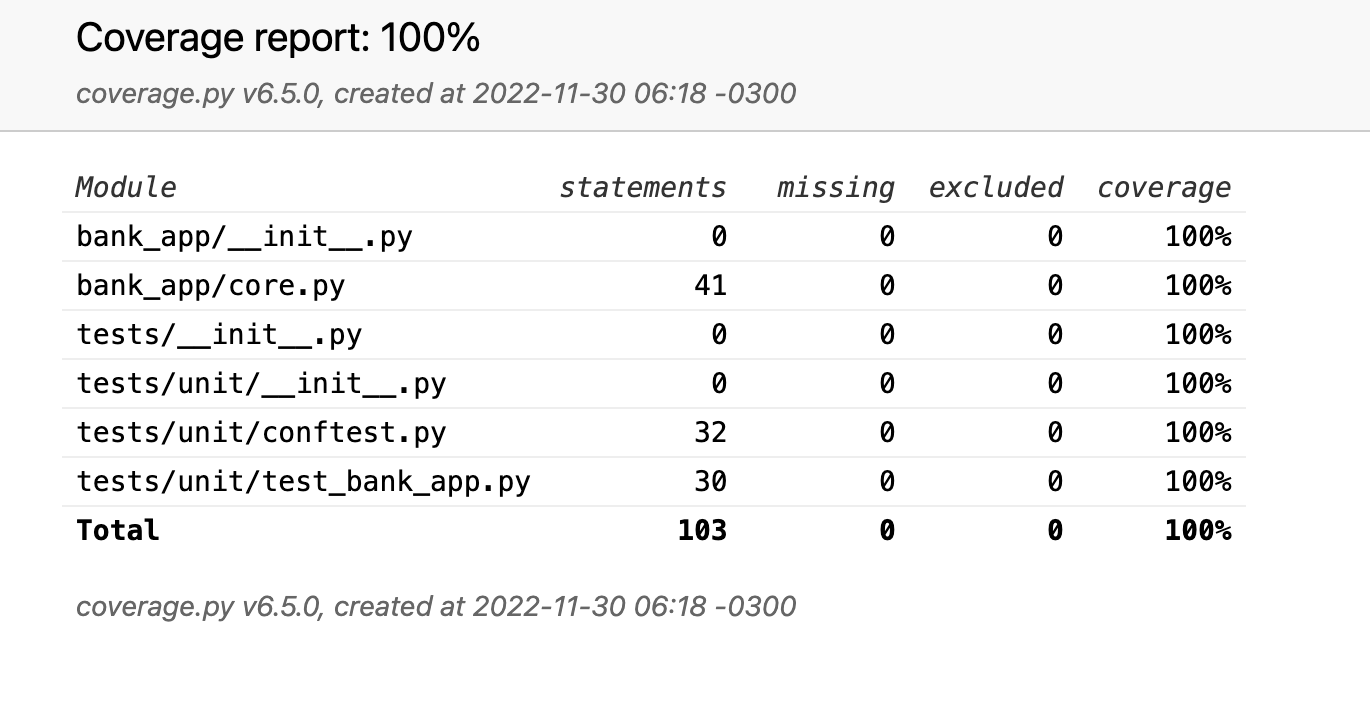 Coverage report: 100%
coverage.py v6.5.0, created at 2022-11-30 06:18 -0300
Module statements missing excluded coverage
bank_app/__init__.py 0 0 0 100%
bank_app/core.py 41 0 0 100%
tests/__init__.py 0 0 0 100%
tests/unit/__init__.py 0 0 0 100%
tests/unit/conftest.py 32 0 0 100%
tests/unit/test_bank_app.py 30 0 0 100%
Total 103 0 0 100%
coverage.py v6.5.0, created at 2022-11-30 06:18 -0300